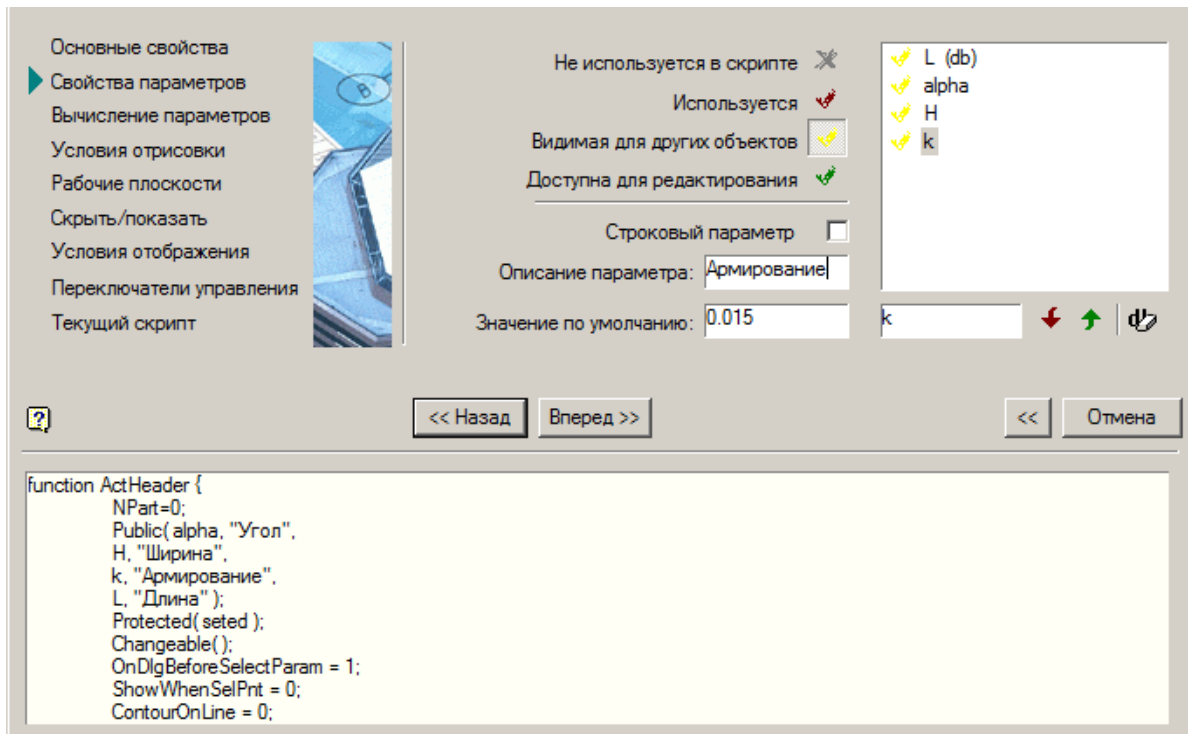 Основные свойства
Свойства параметров
Вычисление параметров
Условия отрисовки
Рабочие плоскости
Скрыть/показать
Условия отображения
Переключатели управления
Текущий скрипт
Не используется в скрипте
Используется
Видимая для других объектов
Доступна для редактирования
Строковый параметр
Описание параметра: Армирование
Значение по умолчанию: 0.015
L (db)
alpha
H
k
k
<< Назад
Вперед >>
<<
Отмена
function ActHeader {
NPart=0;
Public( alpha, "Угол",
H, "Ширина",
k, "Армирование",
L, "Длина" );
Protected( seted );
Changeable( );
OnDlgBeforeSelectParam = 1;
ShowWhenSelPnt = 0;
ContourOnLine = 0;